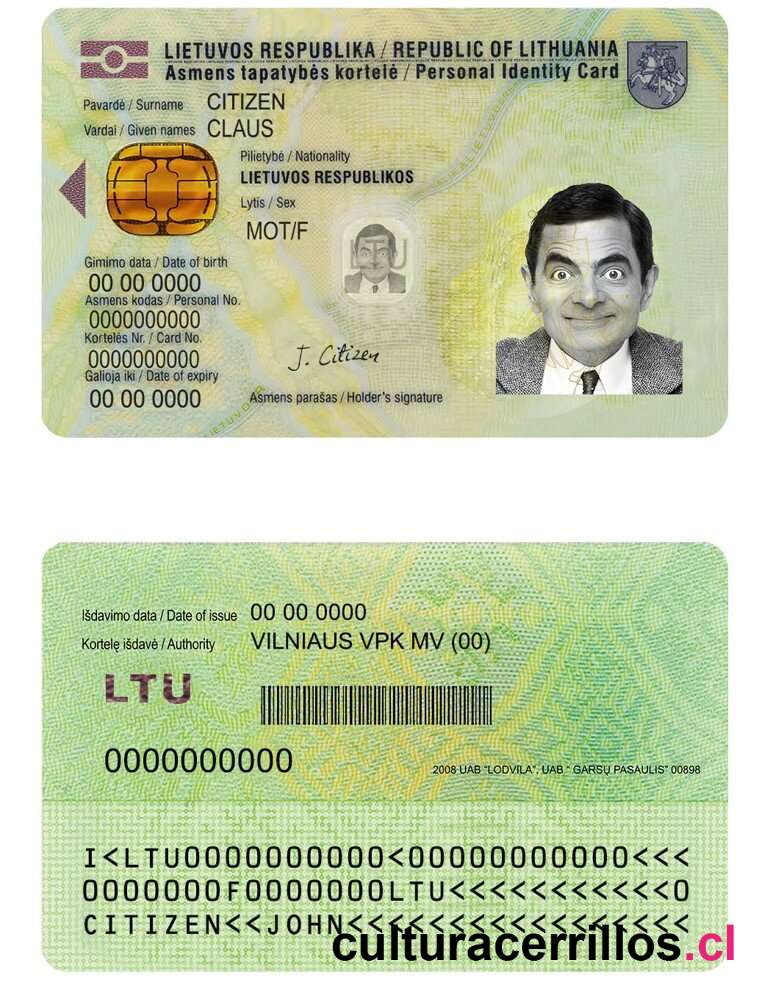 LIETUVOS RESPUBLIKA / REPUBLIC OF LITHUANIA
Asmens tapatybės kortelė / Personal Identity Card
Pavardė / Surname CITIZEN
Vardai / Given names CLAUS
Pilietybė / Nationality
LIETUVOS RESPUBLIKOS
Lytis / Sex
MOT/F
Gimimo data / Date of birth
00 00 0000
Asmens kodas / Personal No.
0000000000
Kortelės Nr. / Card No.
0000000000
Galioja iki / Date of expiry
00 00 0000
J. Citizen
Asmens parašas / Holder's signature
Išdavimo data / Date of issue 00 00 0000
Kortelę išdavė / Authority VILNIAUS VPK MV (00)
LTU
0000000000
2008 UAB "LODVILA", UAB " GARSŲ PASAULIS" 00898
I<LTU0000000000<00000000000<<<
0000000F0000000LTU<<<<<<<<<<<0
CITIZEN<<JOHN<<<<<<<<<<<<<<<<<
culturacerrillos.cl